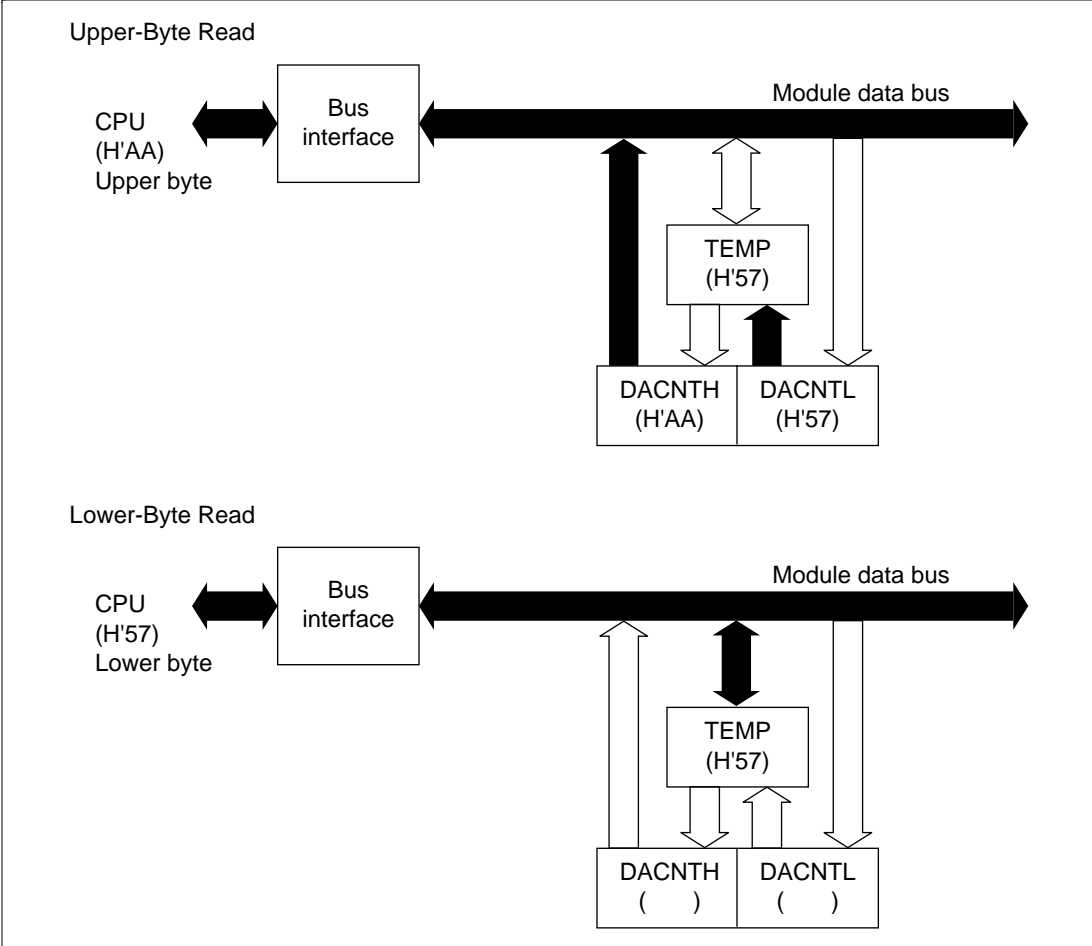 Upper-Byte Read
CPU
(H'AA)
Upper byte
Bus
interface
Module data bus
TEMP
(H'57)
DACNTH
(H'AA)
DACNTL
(H'57)
Lower-Byte Read
CPU
(H'57)
Lower byte
Bus
interface
Module data bus
TEMP
(H'57)
DACNTH
(      )
DACNTL
(      )